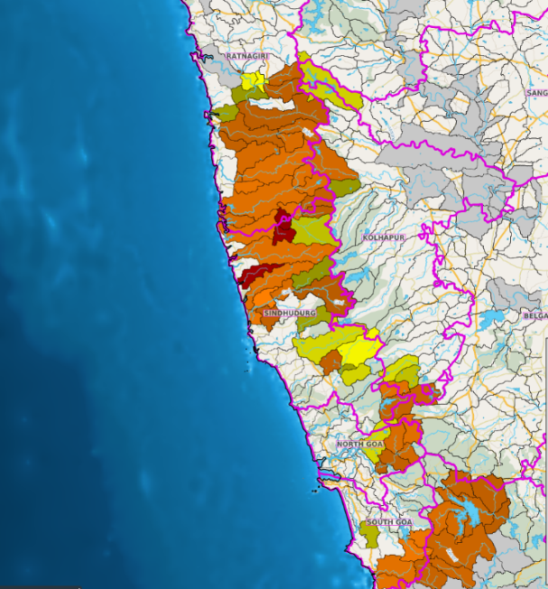 RATNAGIRI
SANG
KOLHAPUR
SINDHUDURG
BELGA
NORTH GOA
SOUTH GOA